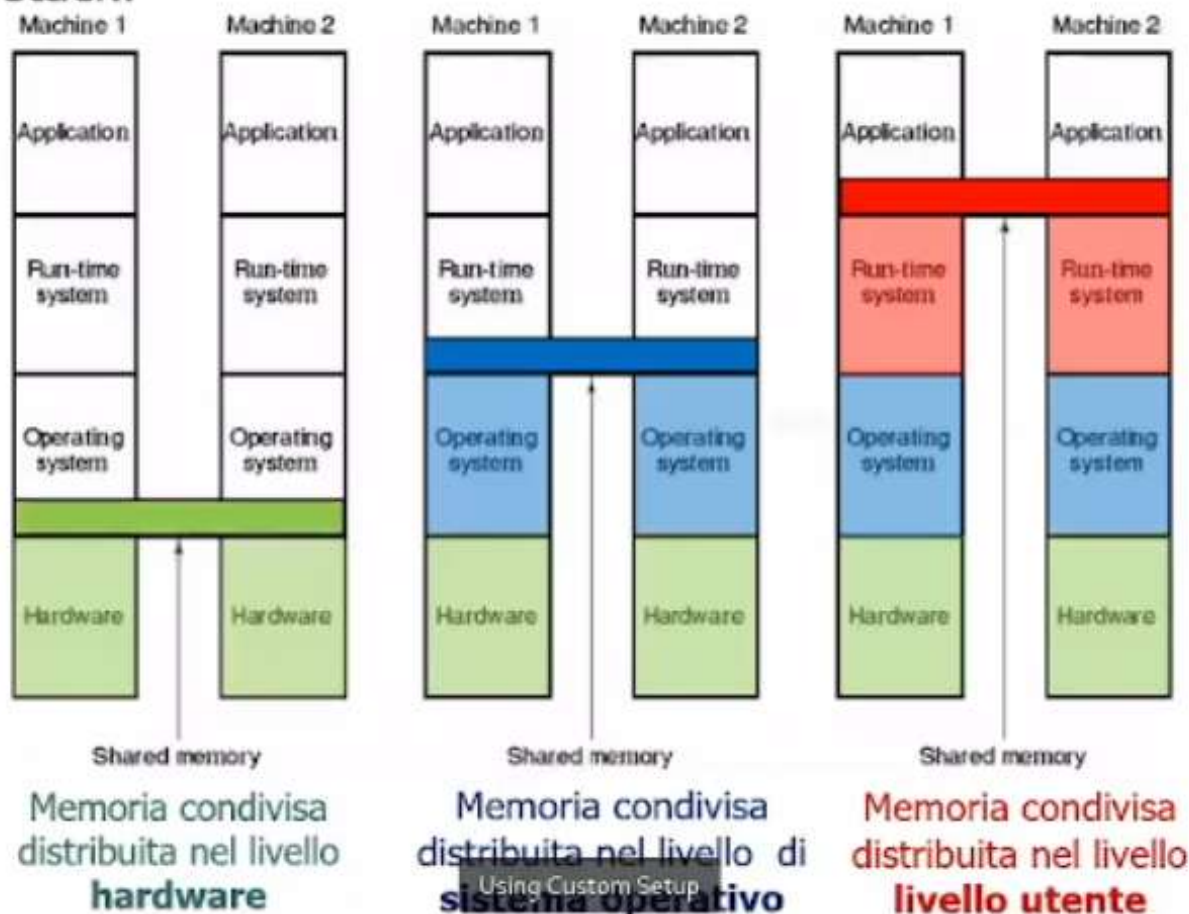 Machine 1 Machine 2 Machine 1 Machine 2 Machine 1 Machine 2
Application Application Application Application Application Application
Run-time system Run-time system Run-time system Run-time system Run-time system Run-time system
Operating system Operating system Operating system Operating system Operating system Operating system
Hardware Hardware Hardware Hardware Hardware Hardware
Shared memory Shared memory Shared memory
Memoria condivisa
distribuita nel livello
hardware
Memoria condivisa
distribuita nel livello di
sistema operativo
Using Custom Setup
Memoria condivisa
distribuita nel livello
livello utente